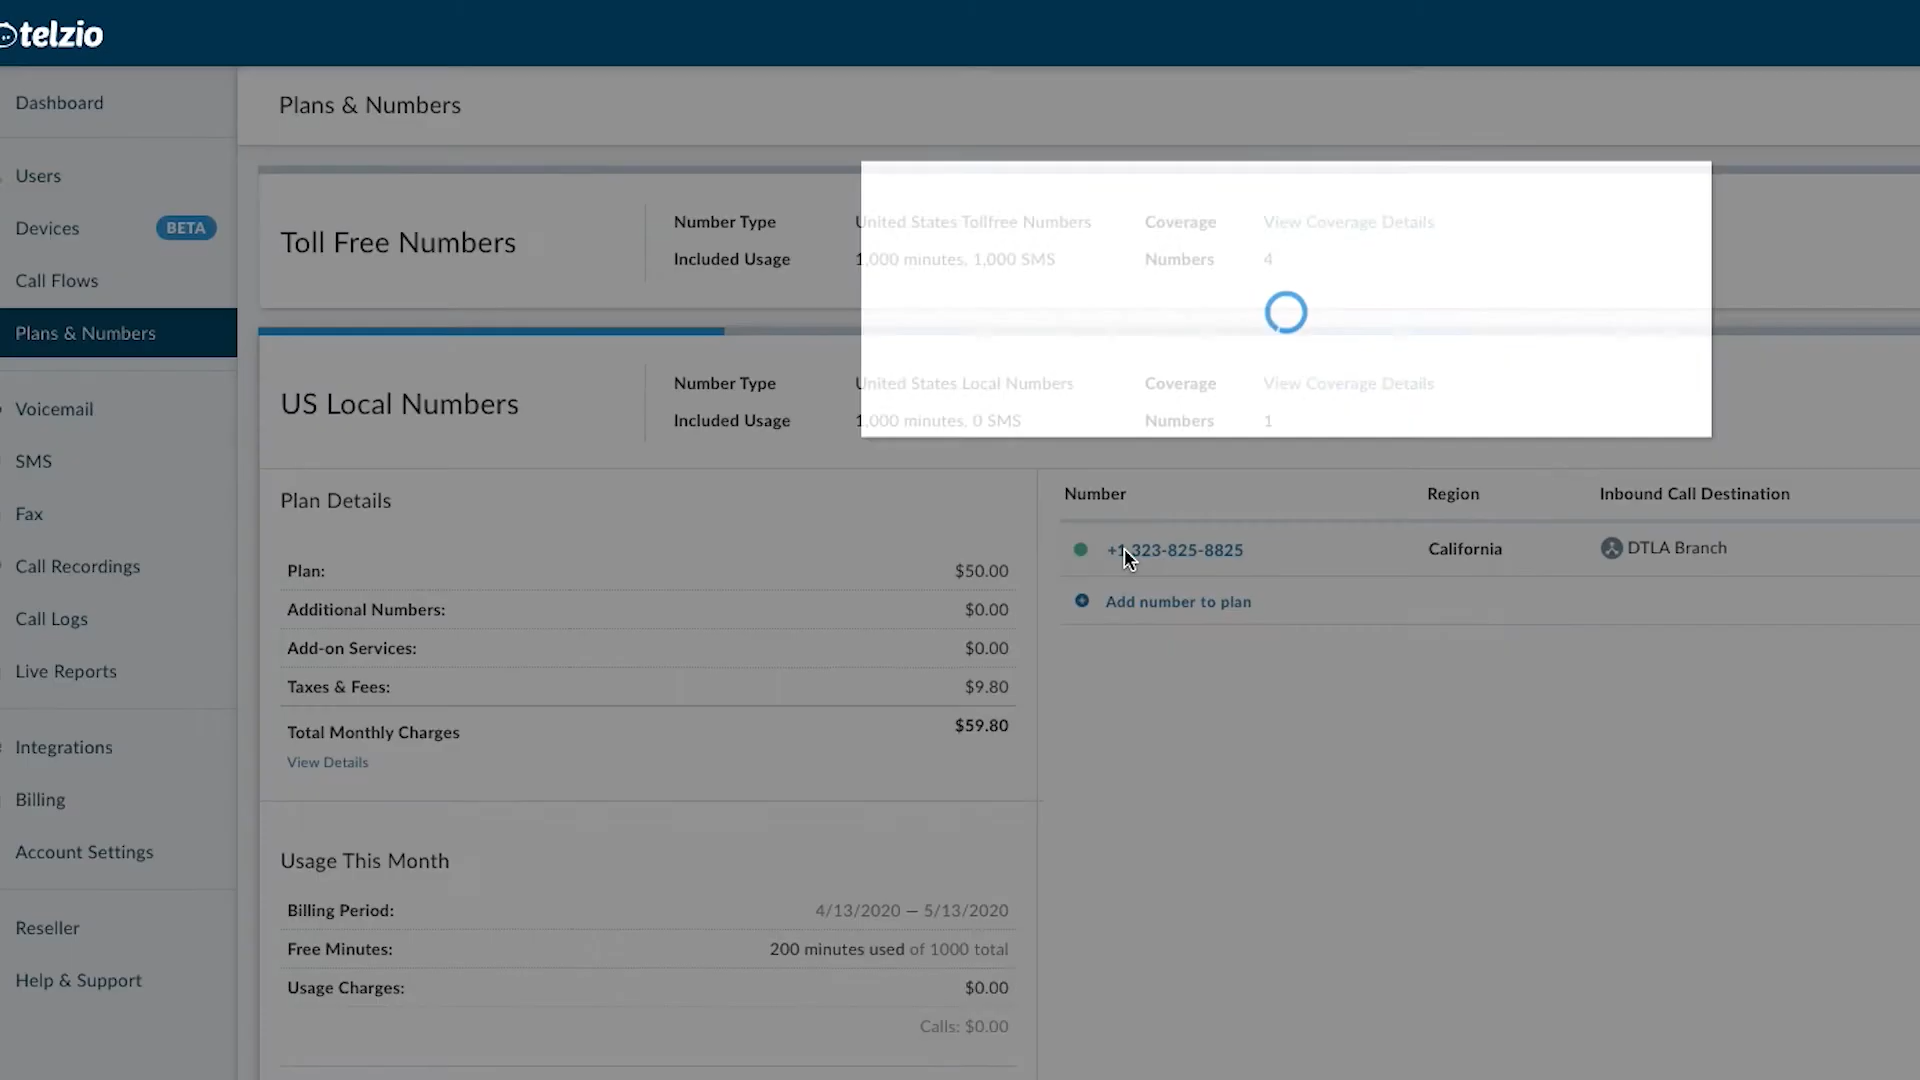 telzio
Dashboard
Users
Devices BETA
Call Flows
Plans & Numbers
Voicemail
SMS
Fax
Call Recordings
Call Logs
Live Reports
Integrations
Billing
Account Settings
Reseller
Help & Support
Plans & Numbers
Toll Free Numbers
Number Type United States Tollfree Numbers Coverage View Coverage Details
Included Usage 1,000 minutes, 1,000 SMS Numbers 4
US Local Numbers
Number Type United States Local Numbers Coverage View Coverage Details
Included Usage 1,000 minutes, 0 SMS Numbers 1
Plan Details
Plan: $50.00
Additional Numbers: $0.00
Add-on Services: $0.00
Taxes & Fees: $9.80
Total Monthly Charges $59.80
View Details
Usage This Month
Billing Period: 4/13/2020 — 5/13/2020
Free Minutes: 200 minutes used of 1000 total
Usage Charges: $0.00
Calls: $0.00
Number Region Inbound Call Destination
+1 323-825-8825 California DTLA Branch
Add number to plan